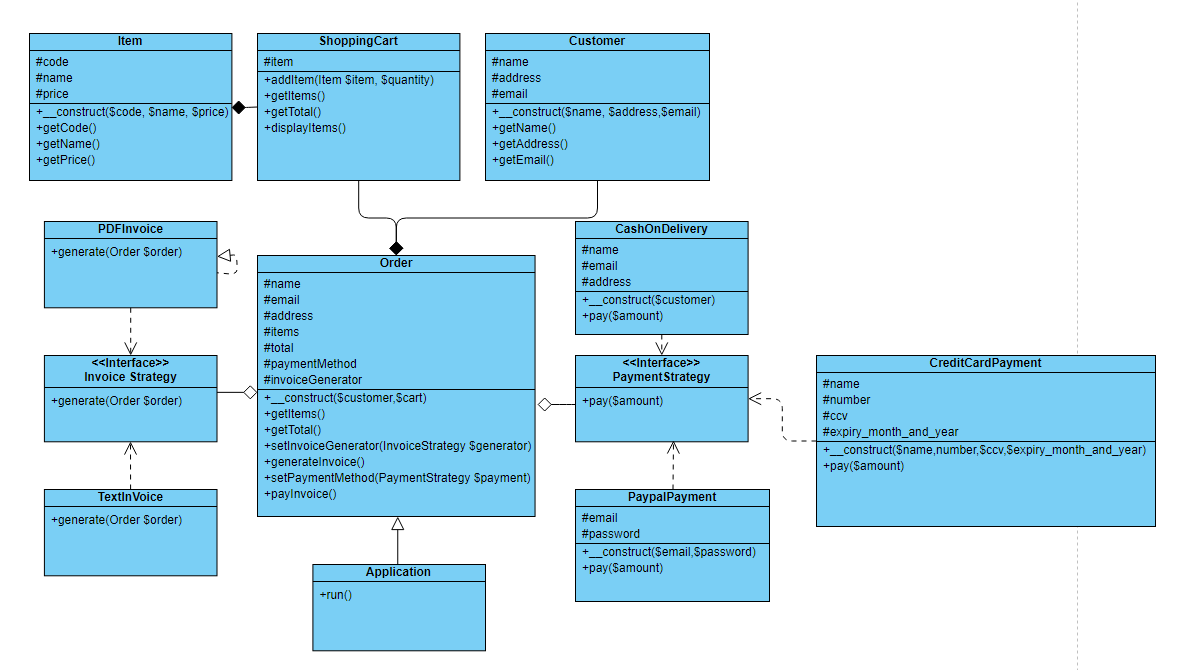 Item
#code
#name
#price
+__construct($code, $name, $price)
+getCode()
+getName()
+getPrice()
ShoppingCart
#item
+addItem(Item $item, $quantity)
+getItems()
+getTotal()
+displayItems()
Customer
#name
#address
#email
+__construct($name, $address,$email)
+getName()
+getAddress()
+getEmail()
PDFInvoice
+generate(Order $order)
Order
#name
#email
#address
#items
#total
#paymentMethod
#invoiceGenerator
+__construct($customer,$cart)
+getItems()
+getTotal()
+setInvoiceGenerator(InvoiceStrategy $generator)
+generateInvoice()
+setPaymentMethod(PaymentStrategy $payment)
+payInvoice()
CashOnDelivery
#name
#email
#address
+__construct($customer)
+pay($amount)
<<Interface>>
Invoice Strategy
+generate(Order $order)
<<Interface>>
PaymentStrategy
+pay($amount)
CreditCardPayment
#name
#number
#ccv
#expiry_month_and_year
+__construct($name,number,$ccv,$expiry_month_and_year)
+pay($amount)
TextInVoice
+generate(Order $order)
PaypalPayment
#email
#password
+__construct($email,$password)
+pay($amount)
Application
+run()